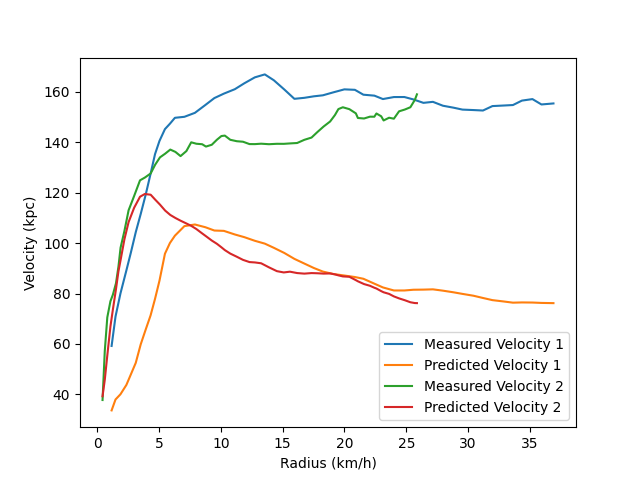 160
140
120
100
80
60
40
Velocity (kpc)
Measured Velocity 1
Predicted Velocity 1
Measured Velocity 2
Predicted Velocity 2
0 5 10 15 20 25 30 35
Radius (km/h)